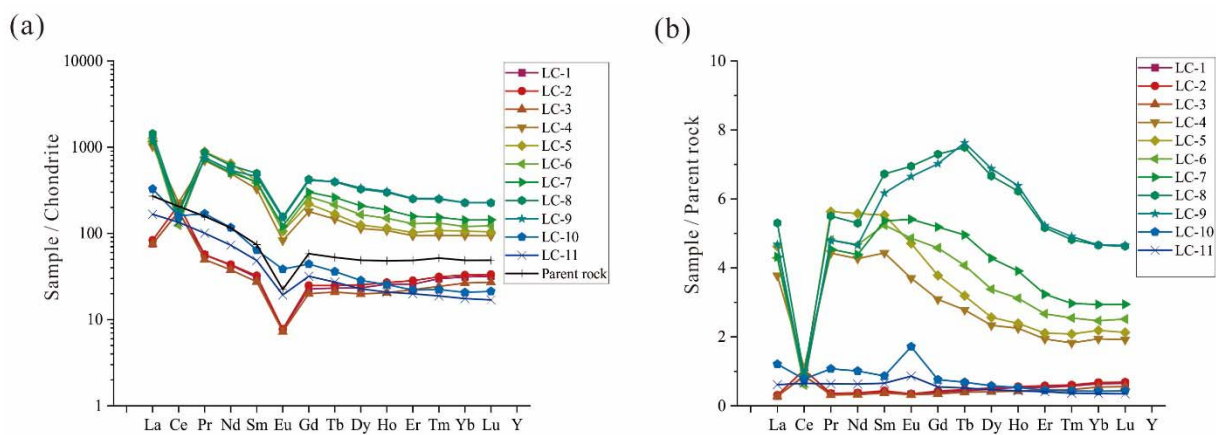 (a)
Sample / Chondrite
10000
1000
100
10
1
La Ce Pr Nd Sm Eu Gd Tb Dy Ho Er Tm Yb Lu Y
LC-1
LC-2
LC-3
LC-4
LC-5
LC-6
LC-7
LC-8
LC-9
LC-10
LC-11
Parent rock
(b)
Sample / Parent rock
10
8
6
4
2
0
La Ce Pr Nd Sm Eu Gd Tb Dy Ho Er Tm Yb Lu Y
LC-1
LC-2
LC-3
LC-4
LC-5
LC-6
LC-7
LC-8
LC-9
LC-10
LC-11